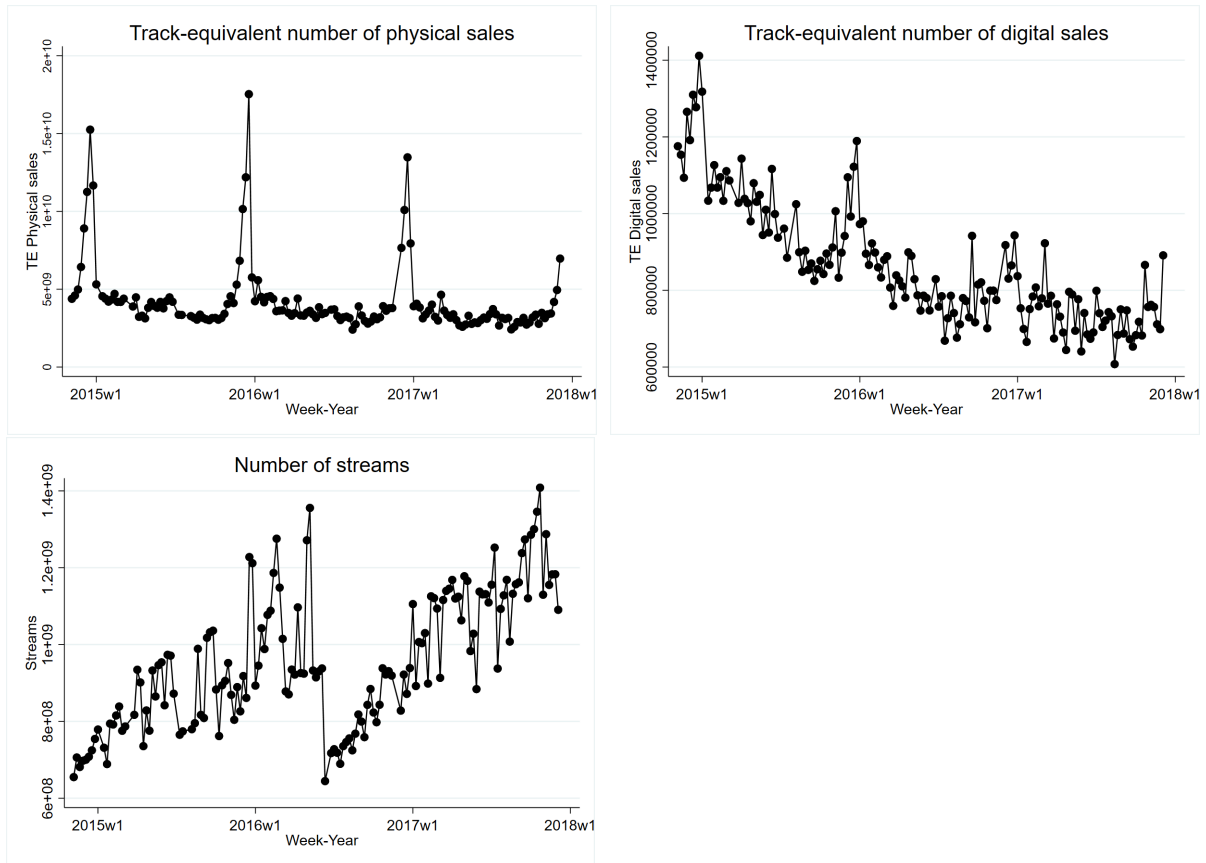 Track-equivalent number of physical sales
TE Physical sales
2e+10
1.5e+10
1e+10
5e+09
0
2015w1 2016w1 2017w1 2018w1
Week-Year
Track-equivalent number of digital sales
TE Digital sales
1400000
1200000
1000000
800000
600000
2015w1 2016w1 2017w1 2018w1
Week-Year
Number of streams
Streams
1.4e+09
1.2e+09
1e+09
8e+08
6e+08
2015w1 2016w1 2017w1 2018w1
Week-Year